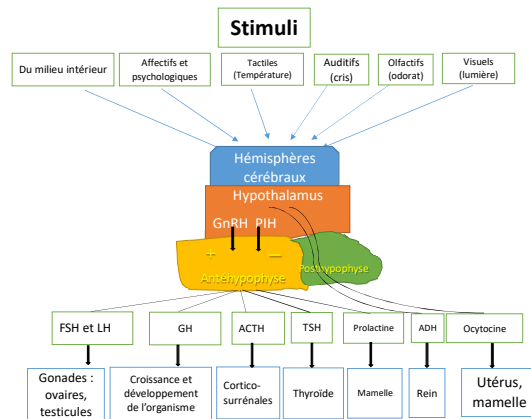 Stimuli
Du milieu intérieur
Affectifs et
psychologiques
Tactiles
(Température)
Auditifs
(cris)
Olfactifs
(odorat)
Visuels
(lumière)
Hémisphères
cérébraux
Hypothalamus
GnRH PIH
+ –
Antéhypophyse
Posthypophyse
FSH et LH
GH
ACTH
TSH
Prolactine
ADH
Ocytocine
Gonades :
ovaires,
testicules
Croissance et
développement
de l'organisme
Cortico-
surrénales
Thyroïde
Mamelle
Rein
Utérus,
mamelle